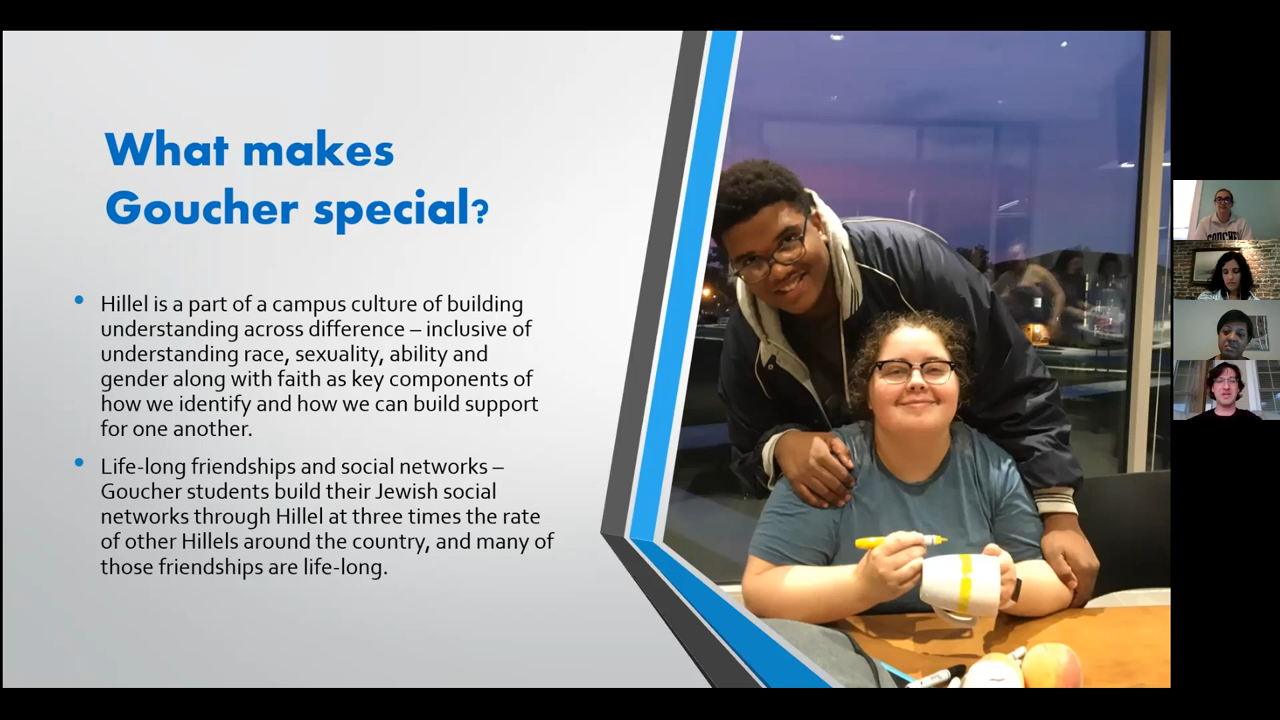 What makes
Goucher special?
Hillel is a part of a campus culture of building
understanding across difference – inclusive of
understanding race, sexuality, ability and
gender along with faith as key components of
how we identify and how we can build support
for one another.
Life-long friendships and social networks –
Goucher students build their Jewish social
networks through Hillel at three times the rate
of other Hillels around the country, and many of
those friendships are life-long.